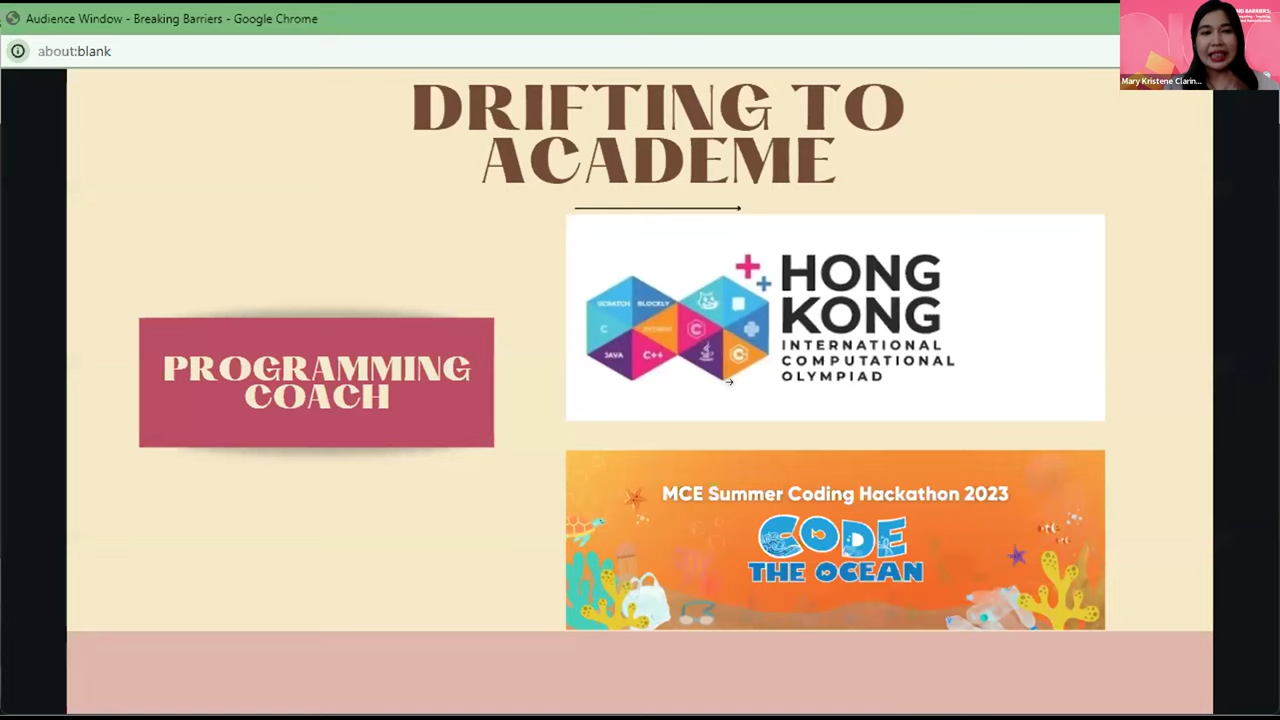 Audience Window - Breaking Barriers - Google Chrome
about:blank
Mary Kristene Clarin...
DRIFTING TO
ACADEME
PROGRAMMING
COACH
SCRATCH
BLOCKLY
C
PYTHON
C
JAVA
C++
C
HONG
KONG
INTERNATIONAL
COMPUTATIONAL
OLYMPIAD
MCE Summer Coding Hackathon 2023
CODE
THE OCEAN